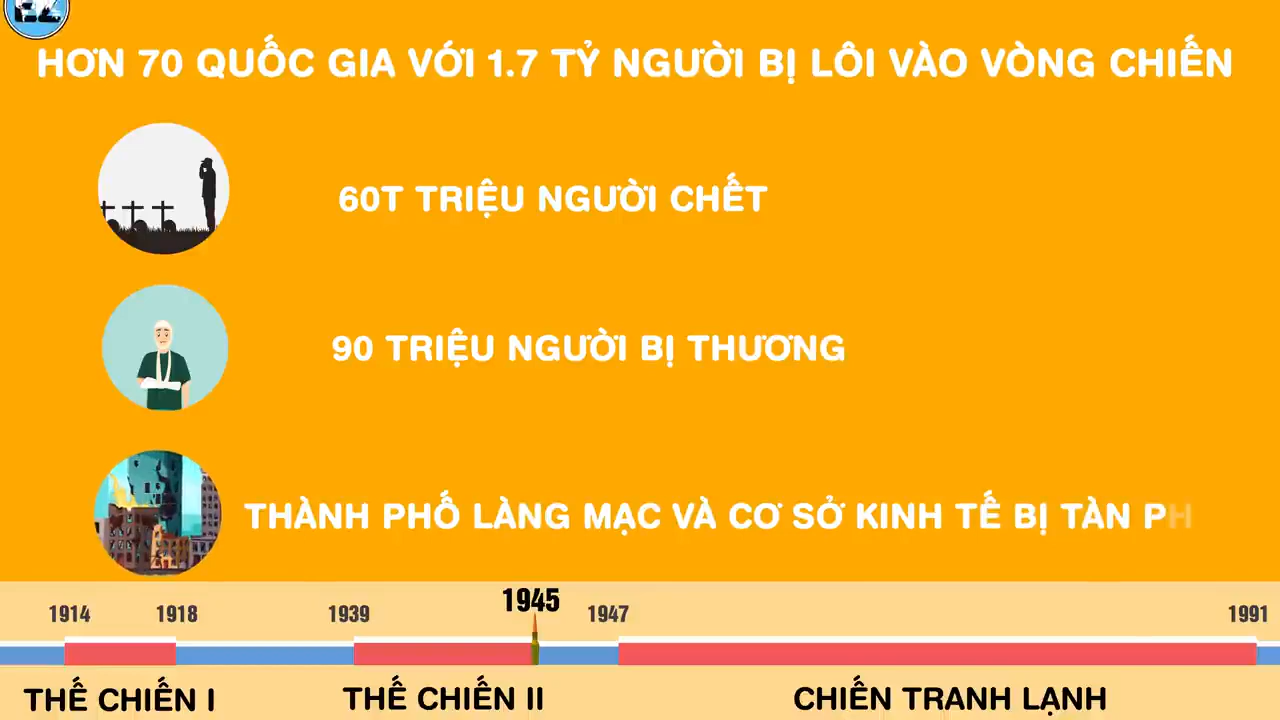 EZ
HƠN 70 QUỐC GIA VỚI 1.7 TỶ NGƯỜI BỊ LÔI VÀO VÒNG CHIẾN
60T TRIỆU NGƯỜI CHẾT
90 TRIỆU NGƯỜI BỊ THƯƠNG
THÀNH PHỐ LÀNG MẠC VÀ CƠ SỞ KINH TẾ BỊ TÀN PH
1914 1918 1939 1945 1947 1991
THẾ CHIẾN I THẾ CHIẾN II CHIẾN TRANH LẠNH